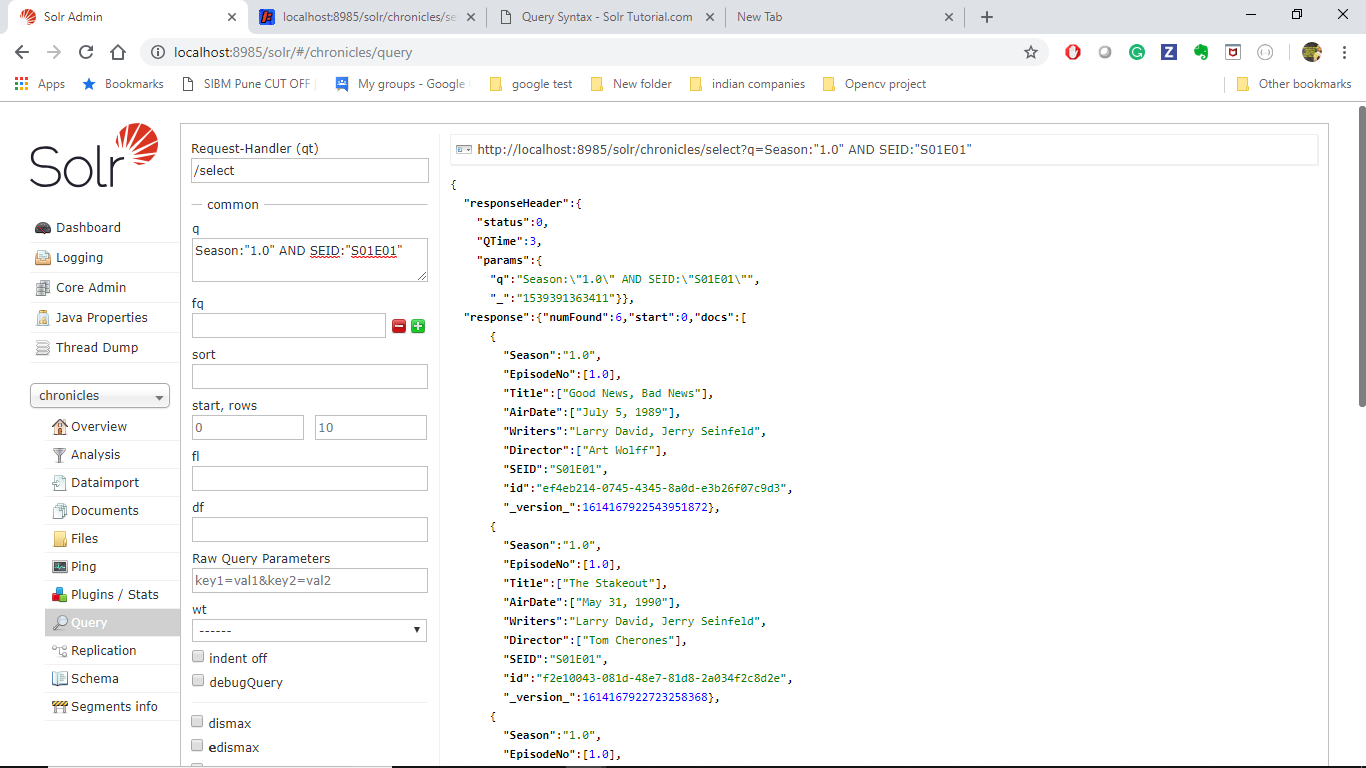 Solr Admin
localhost:8985/solr/chronicles/se
Query Syntax - Solr Tutorial.com
New Tab
localhost:8985/solr/#/chronicles/query
Apps
Bookmarks
SIBM Pune CUT OFF
My groups - Google
google test
New folder
indian companies
Opencv project
Other bookmarks
Solr
Dashboard
Logging
Core Admin
Java Properties
Thread Dump
chronicles
Overview
Analysis
Dataimport
Documents
Files
Ping
Plugins / Stats
Query
Replication
Schema
Segments info
Request-Handler (qt)
/select
common
q
Season:"1.0" AND SEID:"S01E01"
fq
sort
start, rows
0
10
fl
df
Raw Query Parameters
key1=val1&key2=val2
wt
------
indent off
debugQuery
dismax
edismax
http://localhost:8985/solr/chronicles/select?q=Season:"1.0" AND SEID:"S01E01"
{
"responseHeader":{
"status":0,
"QTime":3,
"params":{
"q":"Season:\"1.0\" AND SEID:\"S01E01\"",
"_":"1539391363411"}},
"response":{"numFound":6,"start":0,"docs":[
{
"Season":"1.0",
"EpisodeNo":[1.0],
"Title":["Good News, Bad News"],
"AirDate":["July 5, 1989"],
"Writers":"Larry David, Jerry Seinfeld",
"Director":["Art Wolff"],
"SEID":"S01E01",
"id":"ef4eb214-0745-4345-8a0d-e3b26f07c9d3",
"_version_":1614167922543951872},
{
"Season":"1.0",
"EpisodeNo":[1.0],
"Title":["The Stakeout"],
"AirDate":["May 31, 1990"],
"Writers":"Larry David, Jerry Seinfeld",
"Director":["Tom Cherones"],
"SEID":"S01E01",
"id":"f2e10043-081d-48e7-81d8-2a034f2c8d2e",
"_version_":1614167922723258368},
{
"Season":"1.0",
"EpisodeNo":[1.0],